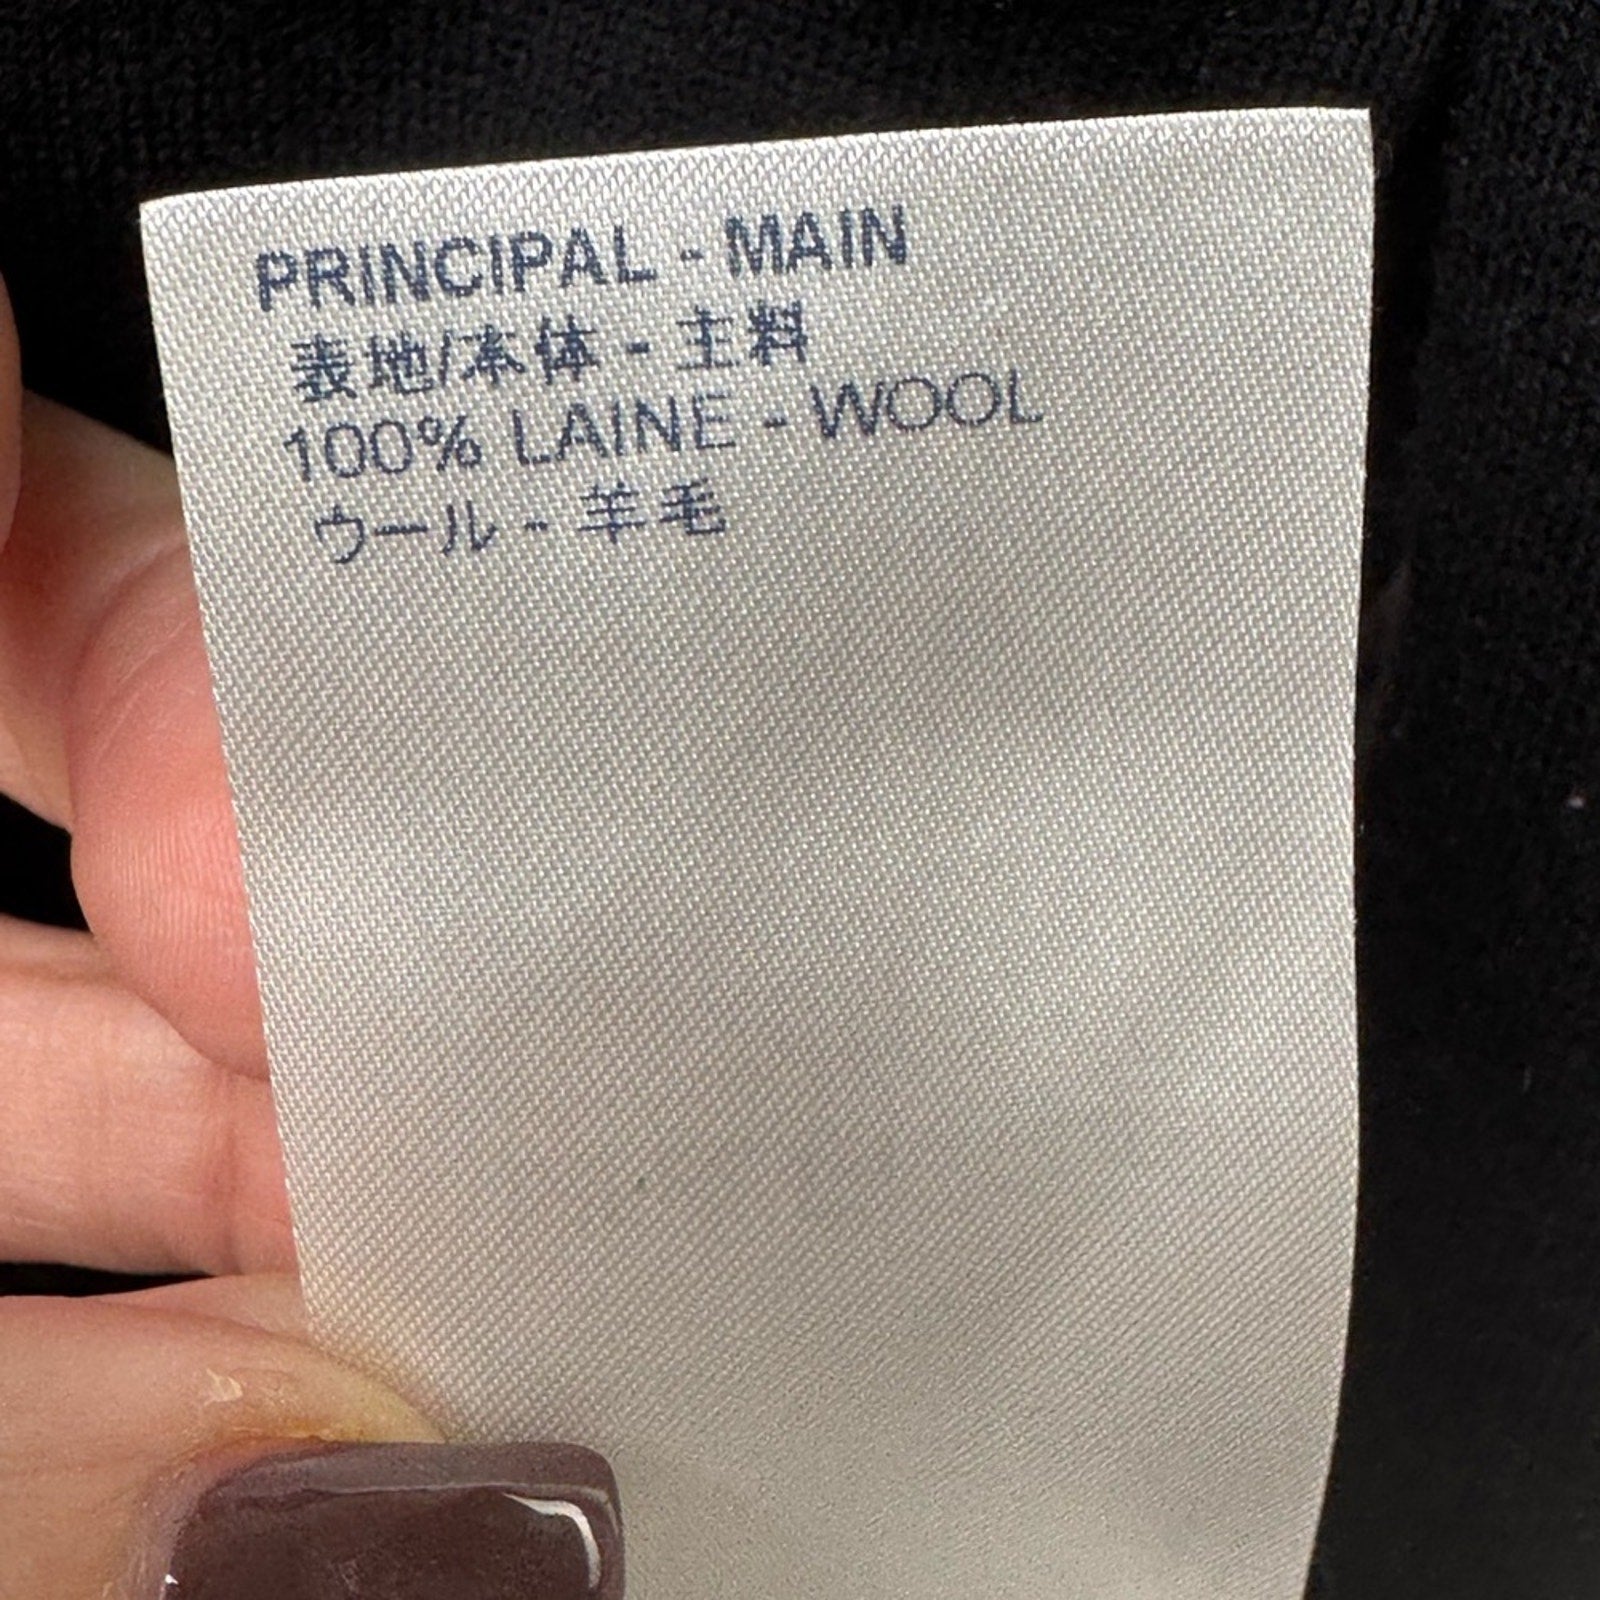 PRINCIPAL - MAIN
表地/本体 - 主料
100% LAINE - WOOL
ウール - 羊毛